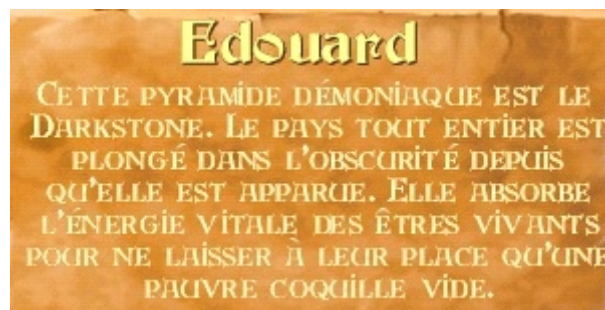 Edouard
CETTE PYRAMIDE DÉMONIAQUE EST LE
DARKSTONE. LE PAYS TOUT ENTIER EST
PLONGÉ DANS L'OBSCURITÉ DEPUIS
QU'ELLE EST APPARUE. ELLE ABSORBE
L'ÉNERGIE VITALE DES ÊTRES VIVANTS
POUR NE LAISSER À LEUR PLACE QU'UNE
PAUVRE COQUILLE VIDE.